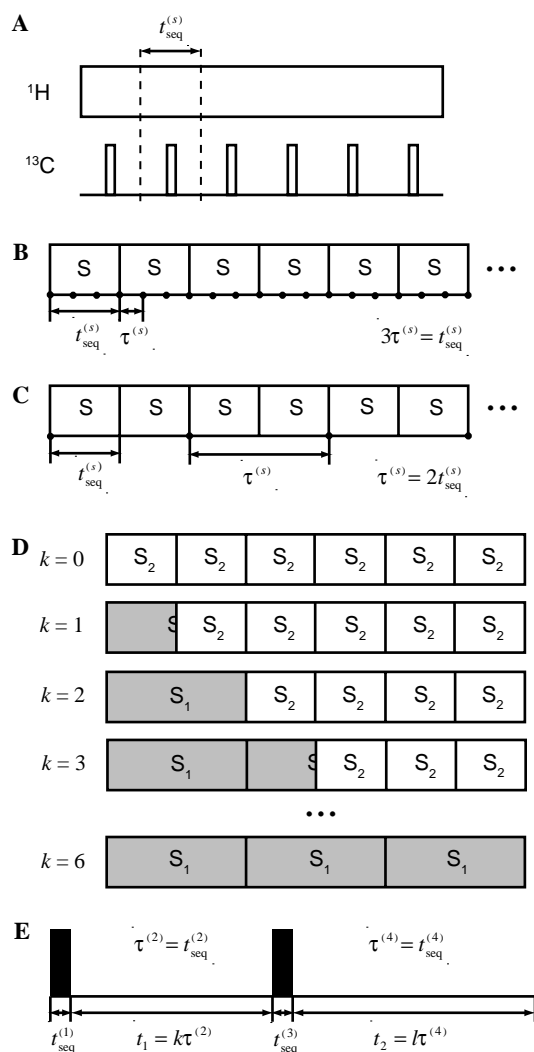 A
t_seq^(s)
¹H
¹³C
B
S S S S S S •••
t_seq^(s) τ^(s) 3τ^(s) = t_seq^(s)
C
S S S S S S •••
t_seq^(s) τ^(s) τ^(s) = 2t_seq^(s)
D
k = 0 S₂ S₂ S₂ S₂ S₂ S₂
k = 1 S S₂ S₂ S₂ S₂ S₂
k = 2 S₁ S₂ S₂ S₂ S₂
k = 3 S₁ S S₂ S₂ S₂
•••
k = 6 S₁ S₁ S₁
E
τ^(2) = t_seq^(2) τ^(4) = t_seq^(4)
t_seq^(1) t₁ = kτ^(2) t_seq^(3) t₂ = lτ^(4)